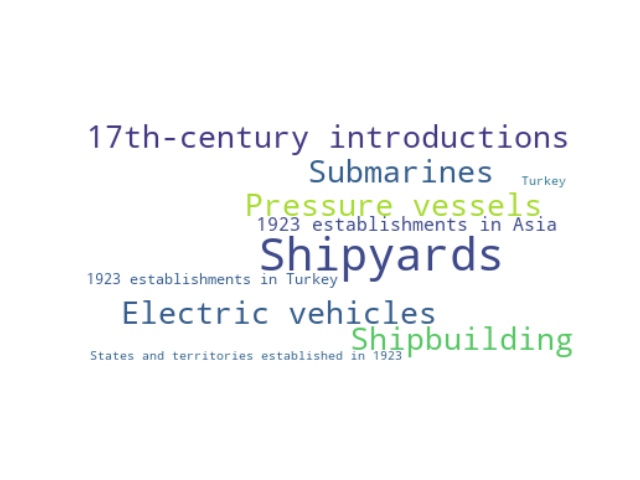 17th-century introductions
Submarines
Turkey
Pressure vessels
1923 establishments in Asia
Shipyards
1923 establishments in Turkey
Electric vehicles
Shipbuilding
States and territories established in 1923